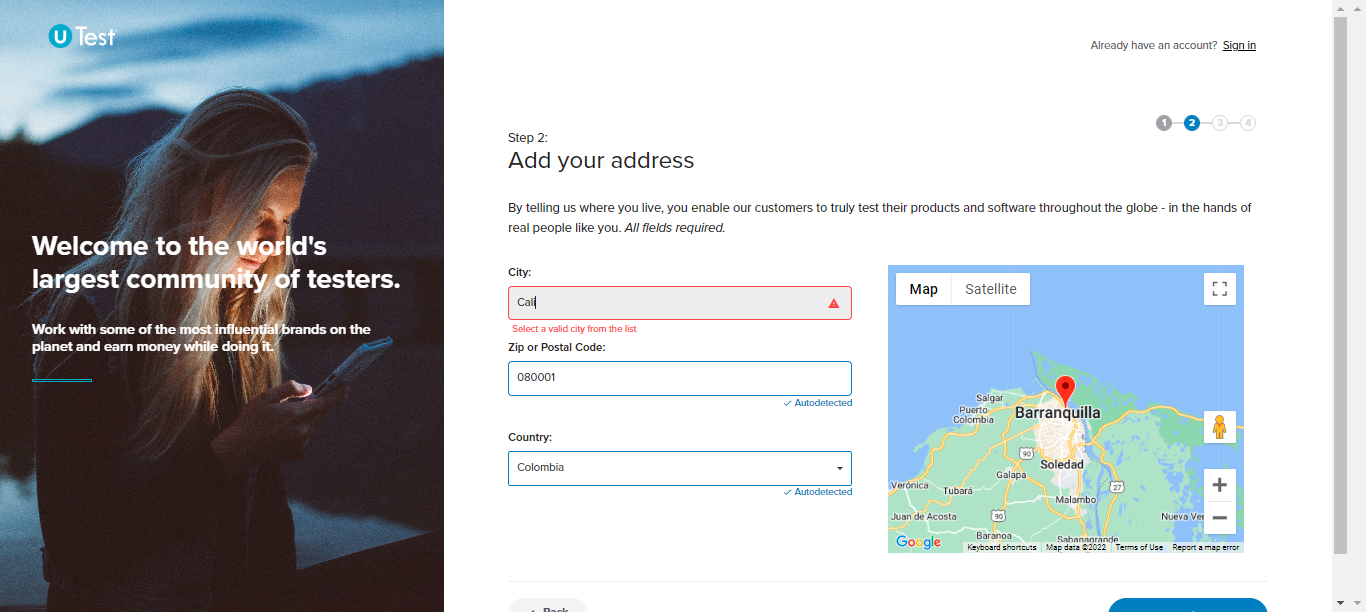 u Test
Already have an account? Sign in
1 2 3 4
Step 2:
Add your address
By telling us where you live, you enable our customers to truly test their products and software throughout the globe - in the hands of
real people like you. All fields required.
Welcome to the world's
largest community of testers.
Work with some of the most influential brands on the
planet and earn money while doing it.
City:
Cali
Select a valid city from the list
Zip or Postal Code:
080001
Autodetected
Country:
Colombia
Autodetected
Map Satellite
Salgar
Puerto
Colombia
Barranquilla
90
Soledad
Galapa
27
Verónica
Tubará
Malambo
Juan de Acosta
90
Nueva Ver
Baranoa
Sabanagrande
Google
Keyboard shortcuts Map data ©2022 Terms of Use Report a map error
Back